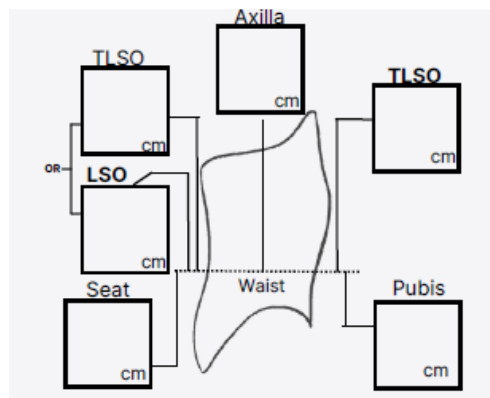 Axilla
cm
TLSO
cm
TLSO
cm
OR
LSO
cm
Waist
Seat
cm
Pubis
cm